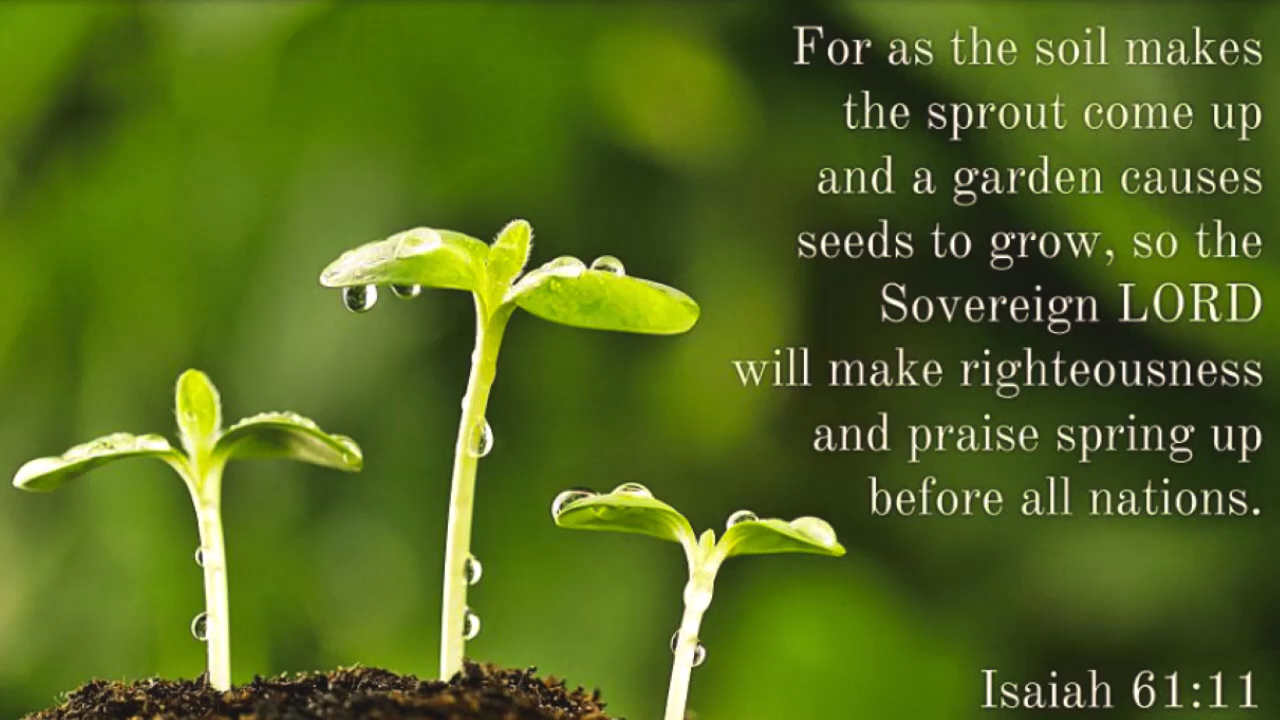 For as the soil makes
the sprout come up
and a garden causes
seeds to grow, so the
Sovereign LORD
will make righteousness
and praise spring up
before all nations.
Isaiah 61:11